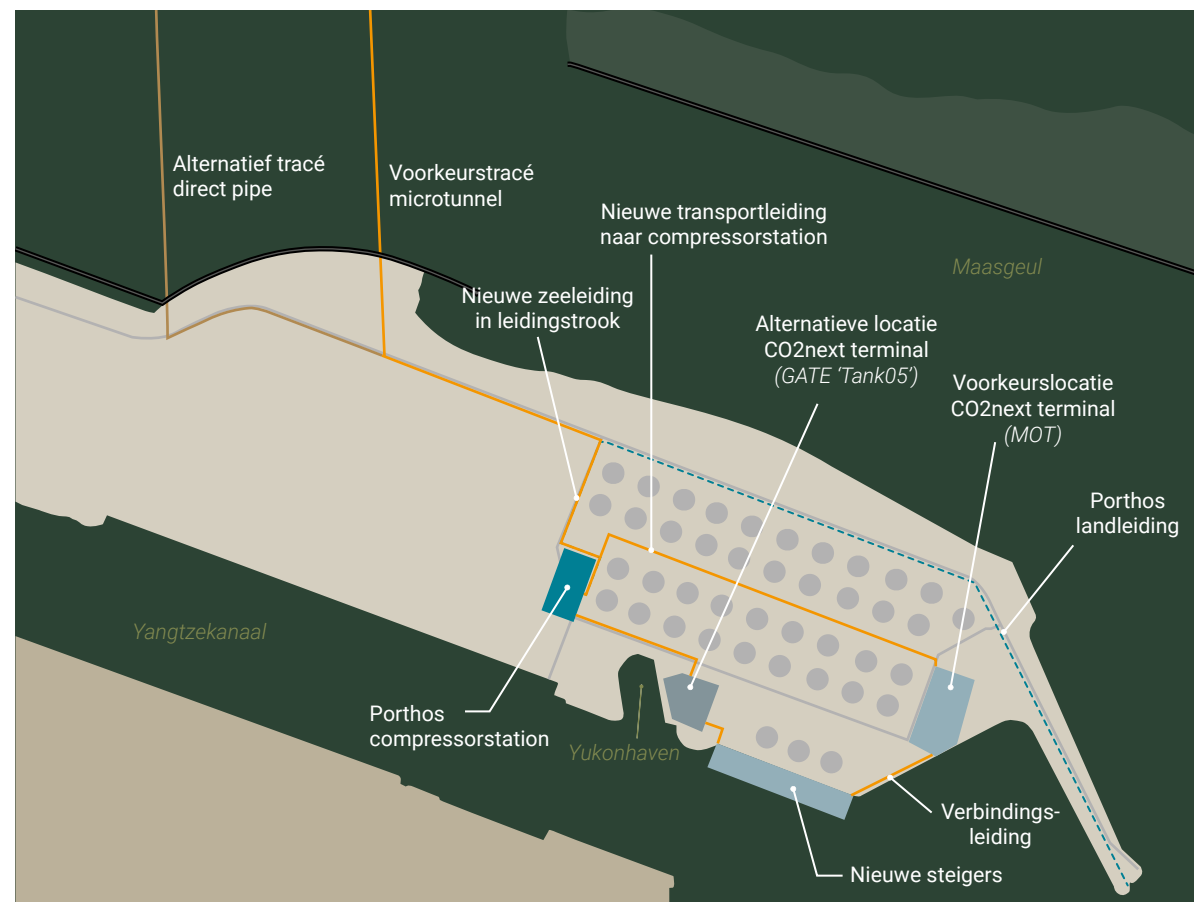 Alternatief tracé
direct pipe
Voorkeurstracé
microtunnel
Nieuwe transportleiding
naar compressorstation
Maasgeul
Nieuwe zeeleiding
in leidingstrook
Alternatieve locatie
CO2next terminal
(GATE ‘Tank05’)
Voorkeurslocatie
CO2next terminal
(MOT)
Porthos
landleiding
Yangtzekanaal
Porthos
compressorstation
Yukonhaven
Verbindings-
leiding
Nieuwe steigers